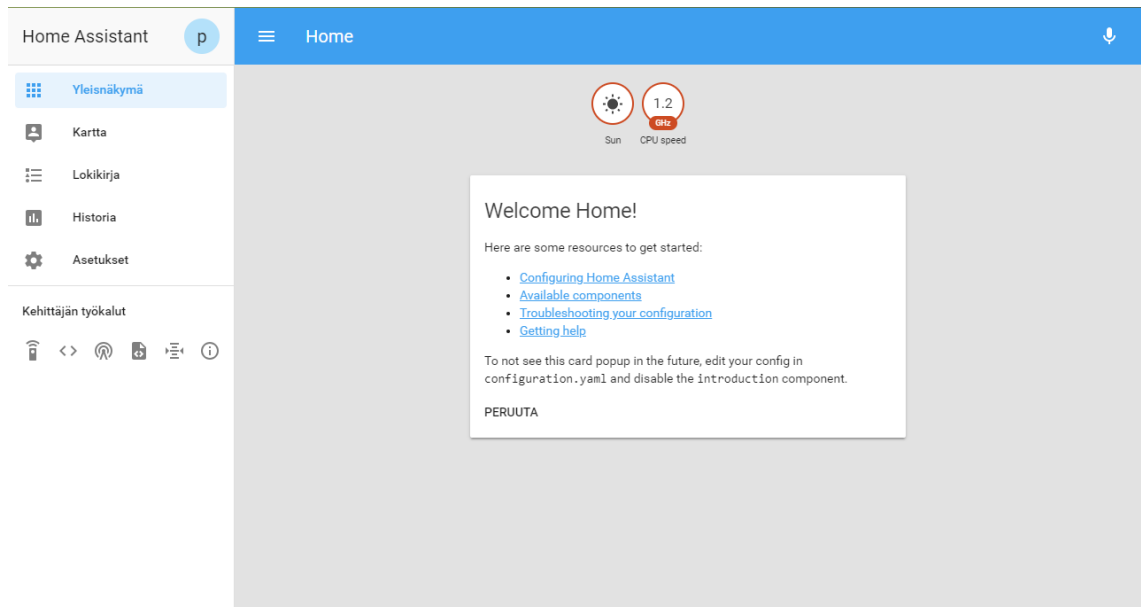 Home Assistant
p
Home
Yleisnäkymä
Kartta
Lokikirja
Historia
Asetukset
Kehittäjän työkalut
1.2
GHz
Sun
CPU speed
Welcome Home!
Here are some resources to get started:
Configuring Home Assistant
Available components
Troubleshooting your configuration
Getting help
To not see this card popup in the future, edit your config in
configuration.yaml and disable the introduction component.
PERUUTA